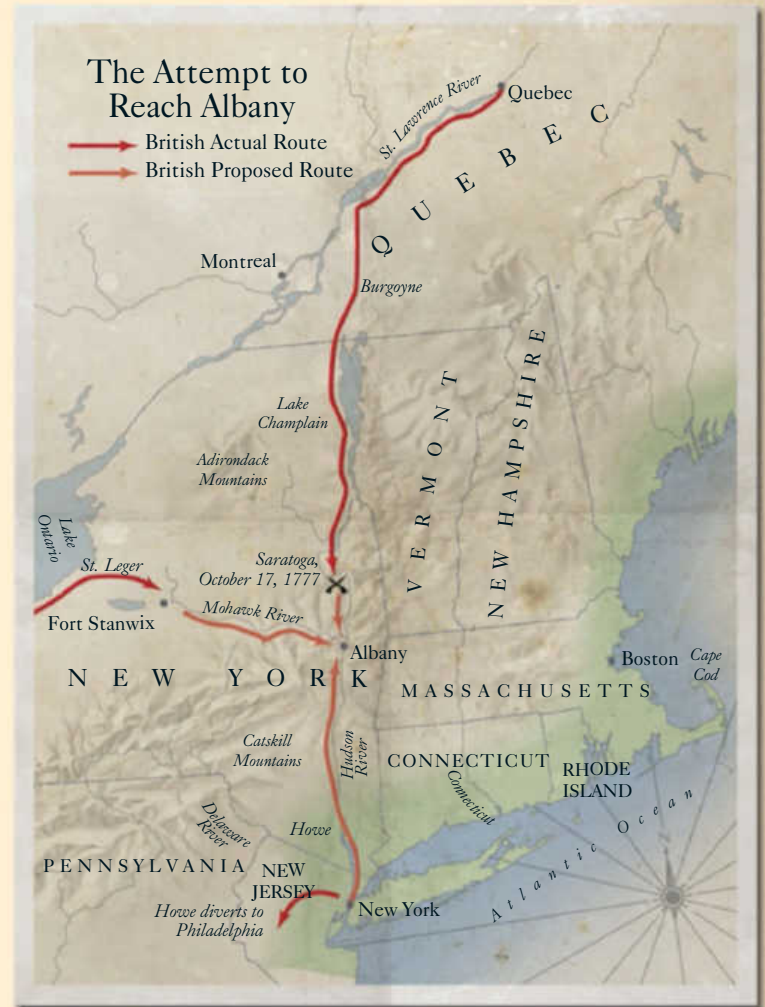 The Attempt to
Reach Albany
British Actual Route
British Proposed Route
St. Lawrence River
Quebec
QUEBEC
Montreal
Burgoyne
Lake
Champlain
Adirondack
Mountains
VERMONT
NEW HAMPSHIRE
Lake
Ontario
St. Leger
Saratoga,
October 17, 1777
Fort Stanwix
Mohawk River
Albany
Boston
Cape
Cod
NEW YORK
MASSACHUSETTS
Catskill
Mountains
Hudson
River
CONNECTICUT
RHODE
ISLAND
Connecticut
Delaware
River
Howe
Atlantic Ocean
PENNSYLVANIA
NEW
JERSEY
New York
Howe diverts to
Philadelphia